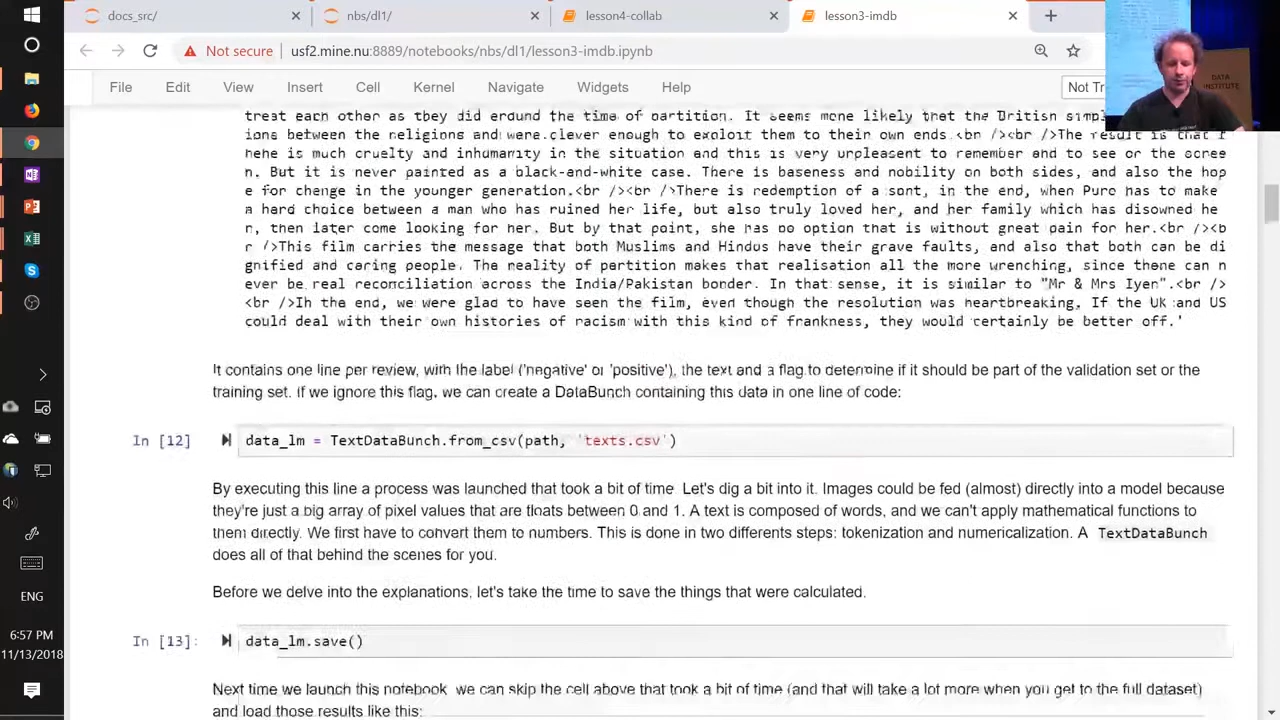 docs_src/
nbs/dl1/
lesson4-collab
lesson3-imdb
Not secure
usf2.mine.nu:8889/notebooks/nbs/dl1/lesson3-imdb.ipynb
File Edit View Insert Cell Kernel Navigate Widgets Help
Not Tr
DATA
INSTITUTE
treat each other as they did around the time of partition. It seems more likely that the British simpl
ions between the religions and were clever enough to exploit them to their own ends.<br /><br />The result is that
he is much cruelty and inhumanity in the situation and this is very unpleasant to remember and to see on the scree
n. But it is never painted as a black-and-white case. There is baseness and nobility on both sides, and also the hop
e for change in the younger generation.<br /><br />There is redemption of a sort, in the end, when Puro has to make
a hard choice between a man who has ruined her life, but also truly loved her, and her family which has disowned he
r, then later come looking for her. But by that point, she has no option that is without great pain for her.<br /><b
r />This film carries the message that both Muslims and Hindus have their grave faults, and also that both can be di
gnified and caring people. The reality of partition makes that realisation all the more wrenching, since there can n
ever be real reconciliation across the India/Pakistan border. In that sense, it is similar to "Mr & Mrs Iyer".<br />
<br />In the end, we were glad to have seen the film, even though the resolution was heartbreaking. If the UK and US
could deal with their own histories of racism with this kind of frankness, they would certainly be better off.'
It contains one line per review, with the label ('negative' or 'positive'), the text and a flag to determine if it should be part of the validation set or the
training set. If we ignore this flag, we can create a DataBunch containing this data in one line of code:
In [12] data_lm = TextDataBunch.from_csv(path, 'texts.csv')
By executing this line a process was launched that took a bit of time. Let's dig a bit into it. Images could be fed (almost) directly into a model because
they're just a big array of pixel values that are floats between 0 and 1. A text is composed of words, and we can't apply mathematical functions to
them directly. We first have to convert them to numbers. This is done in two differents steps: tokenization and numericalization. A TextDataBunch
does all of that behind the scenes for you.
Before we delve into the explanations, let's take the time to save the things that were calculated.
In [13]: data_lm.save()
Next time we launch this notebook, we can skip the cell above that took a bit of time (and that will take a lot more when you get to the full dataset)
and load those results like this:
ENG
6:57 PM
11/13/2018